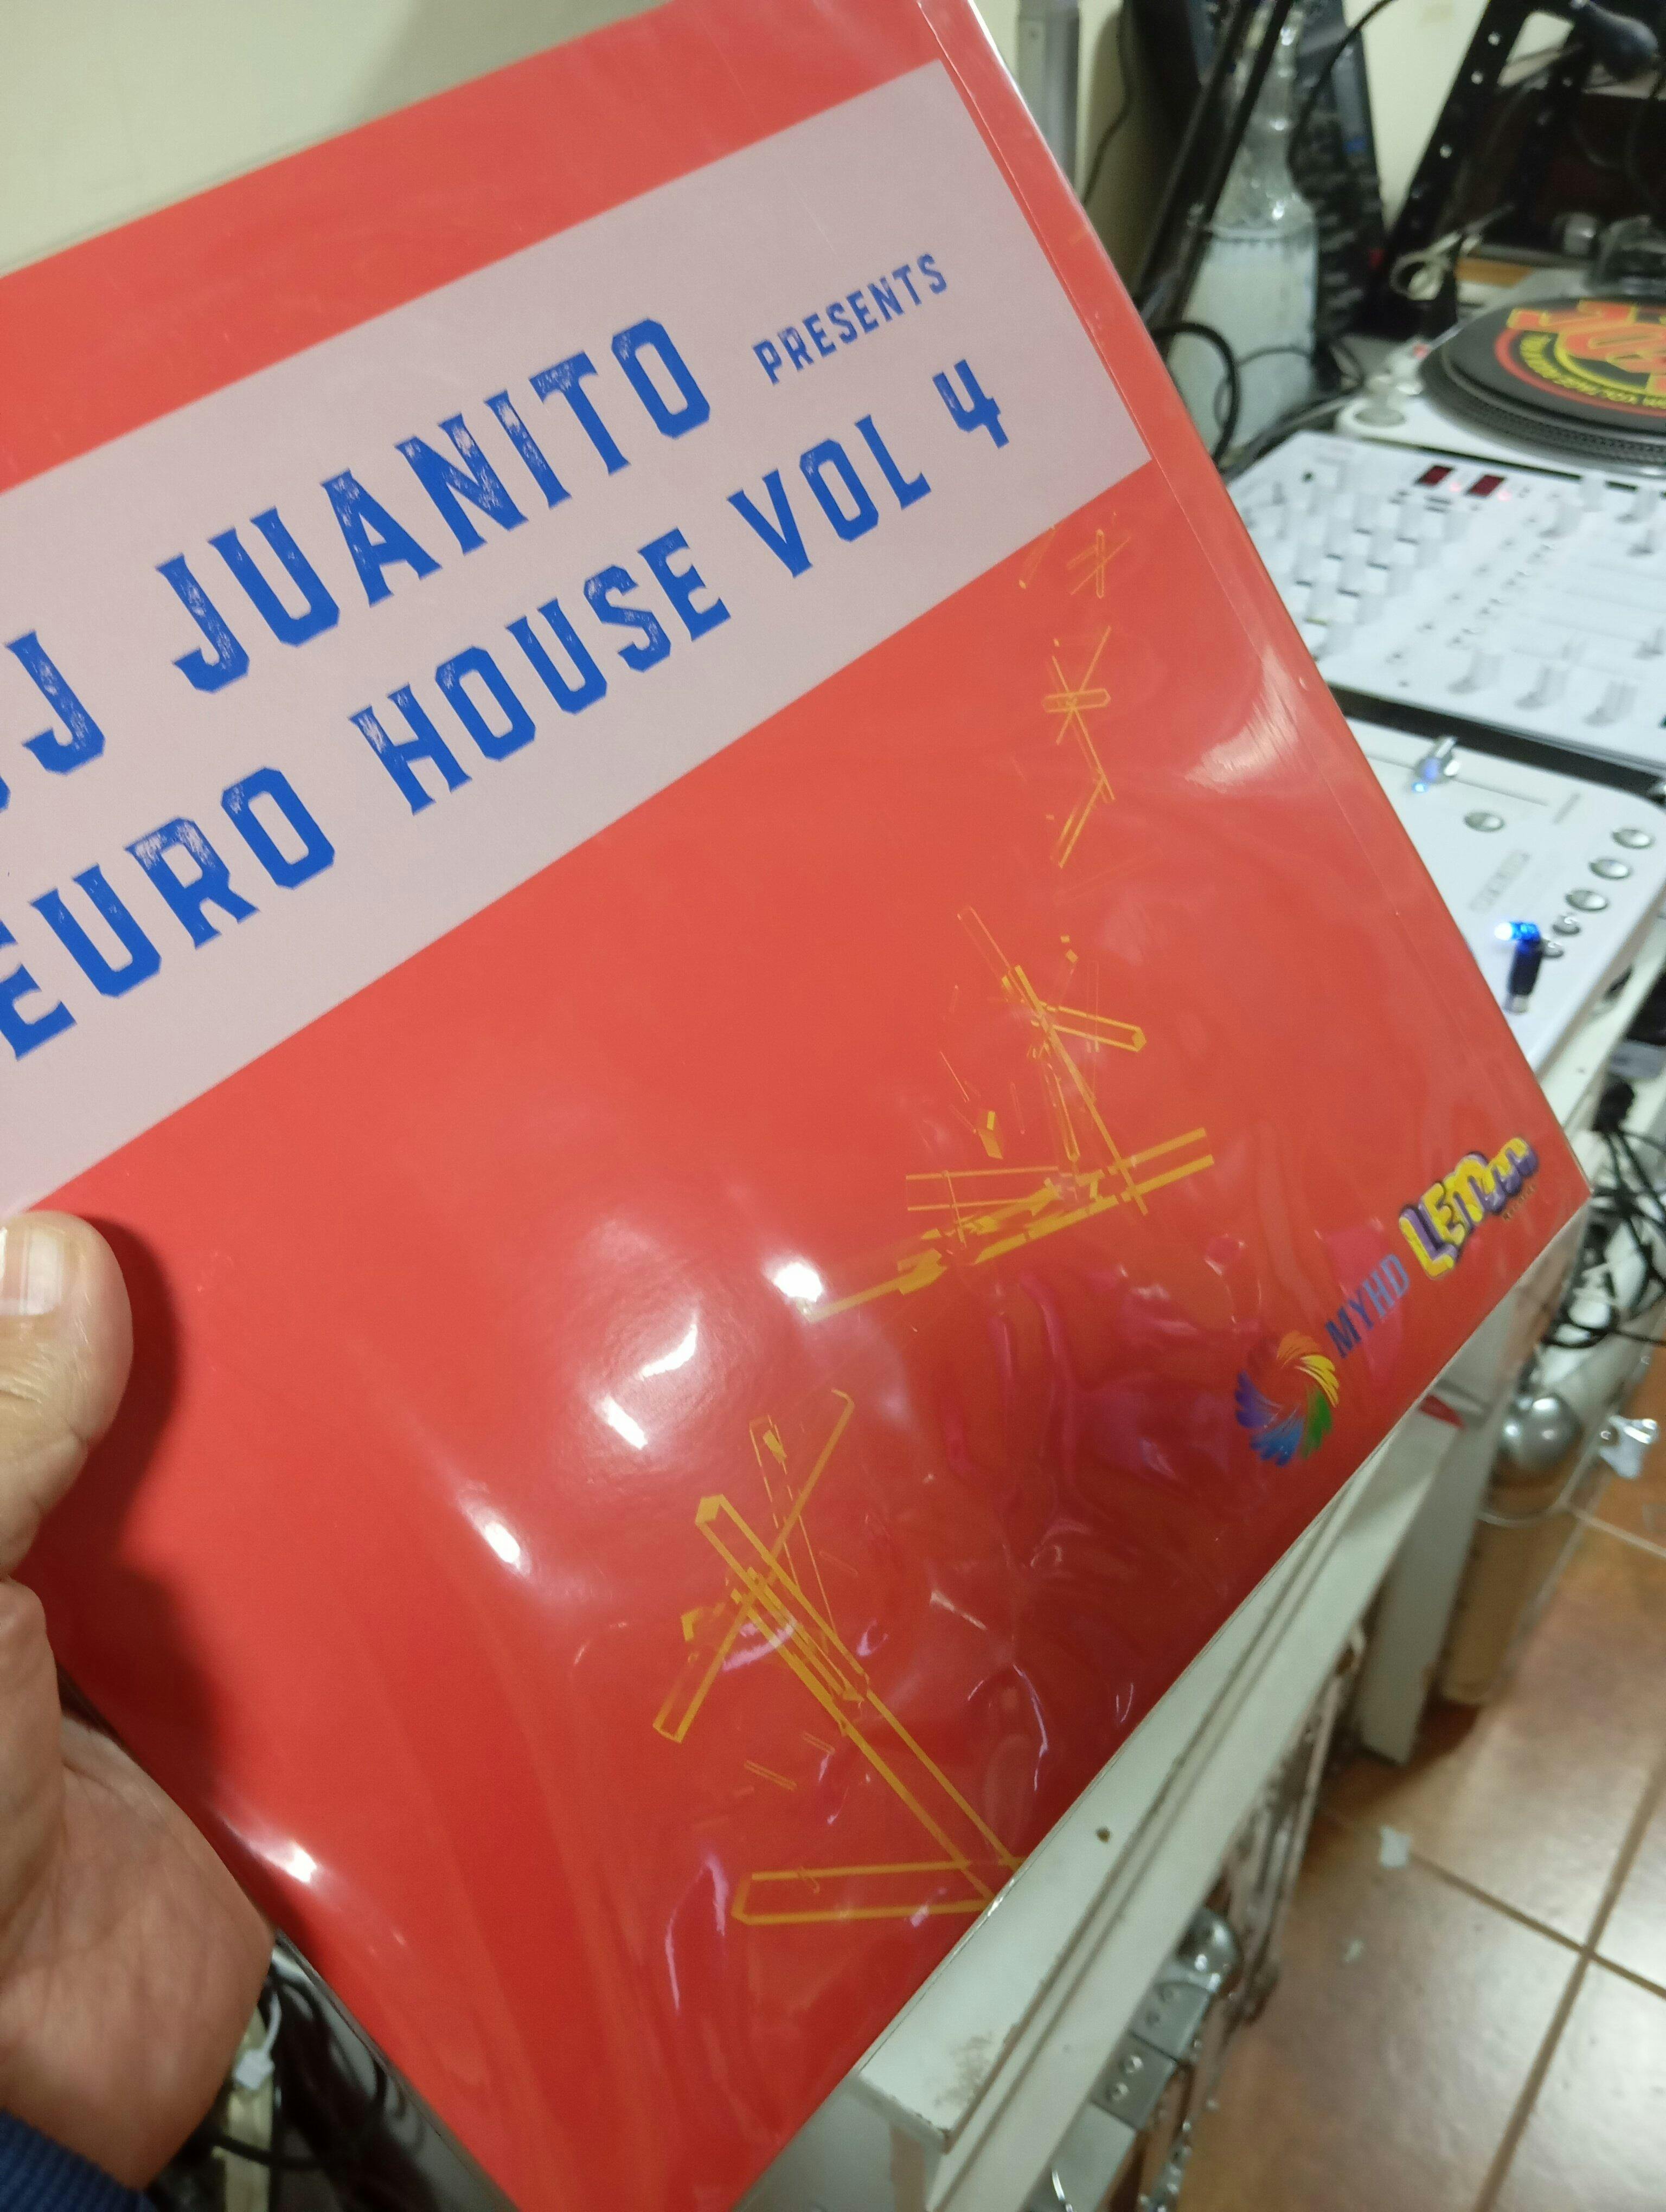 DJ JUANITO PRESENTS
EURO HOUSE VOL 4
MYHD